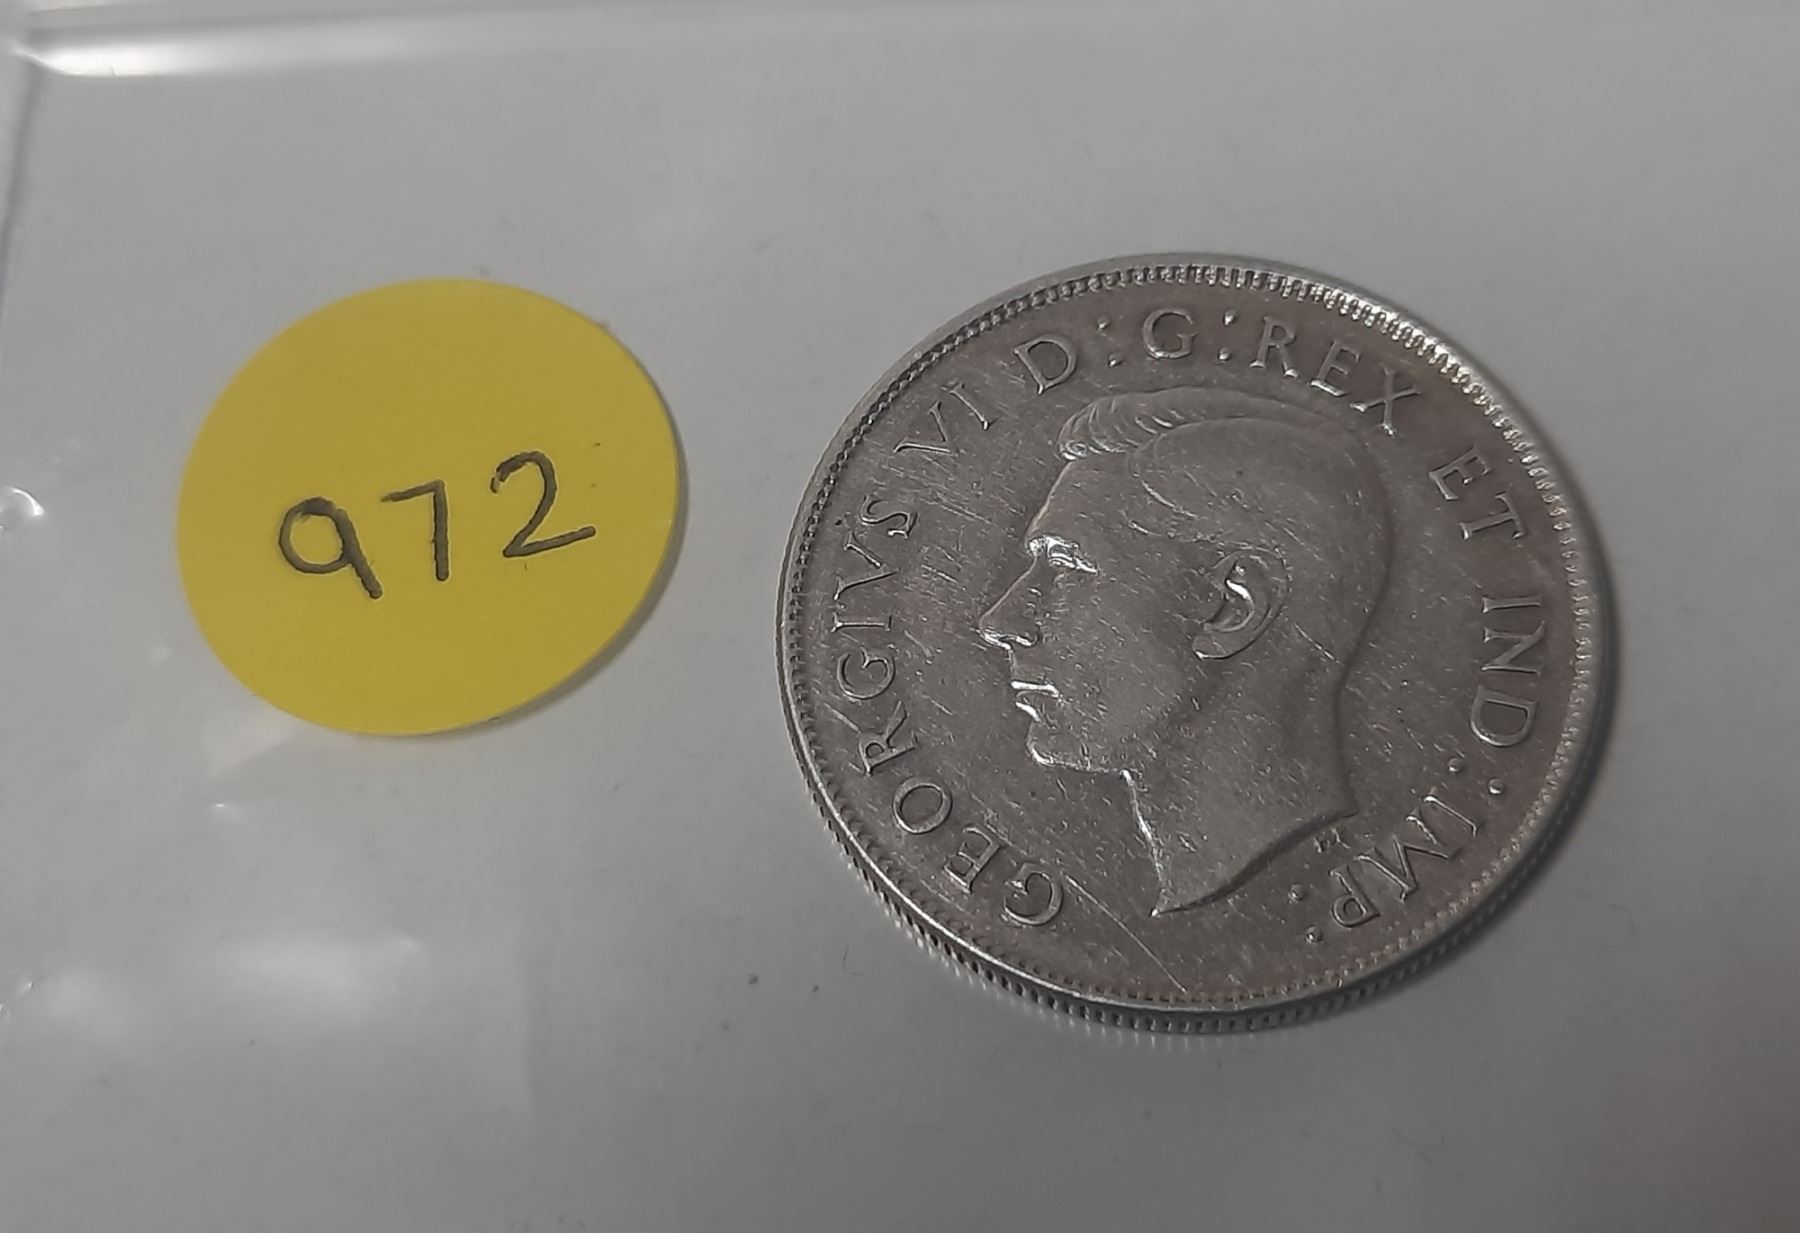 972
GEORGIVS VI D:G:REX ET IND:IMP: